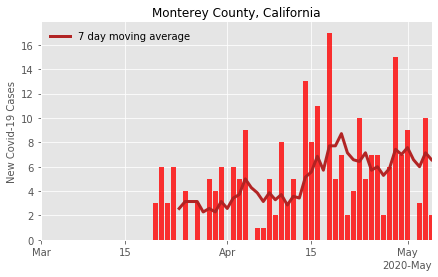 Monterey County, California
7 day moving average
New Covid-19 Cases
16
14
12
10
8
6
4
2
0
Mar 15 Apr 15 May
2020-May